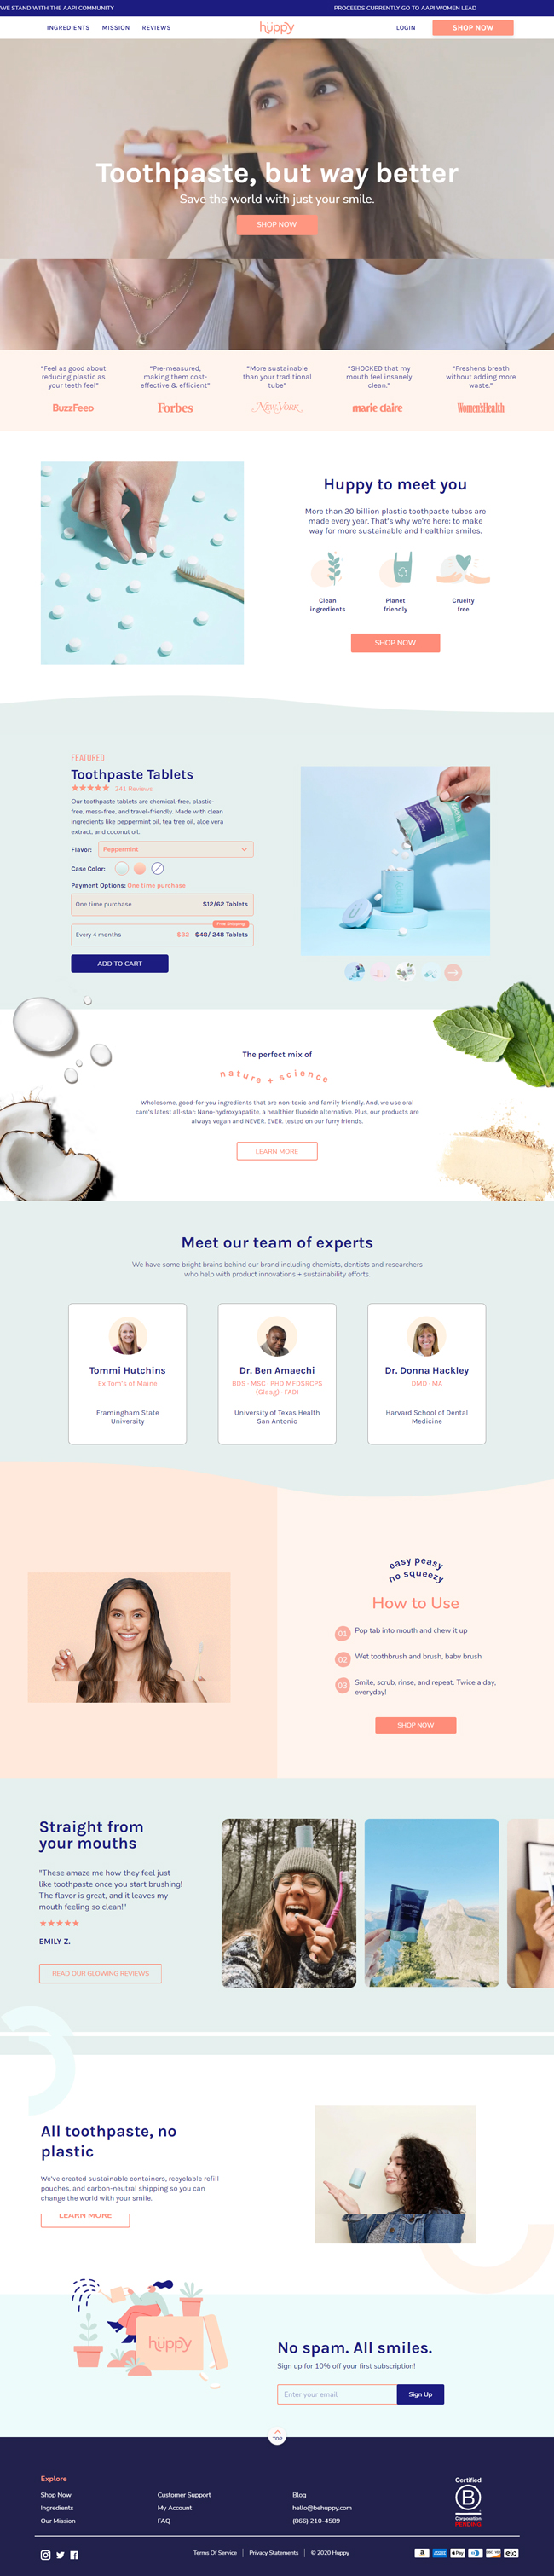 WE STAND WITH THE AAPI COMMUNITY
PROCEEDS CURRENTLY GO TO AAPI WOMEN LEAD
INGREDIENTS MISSION REVIEWS
hüppy
LOGIN
SHOP NOW
Toothpaste, but way better
Save the world with just your smile.
SHOP NOW
"Feel as good about
reducing plastic as
your teeth feel"
BuzzFeed
"Pre-measured,
making them cost-
effective & efficient"
Forbes
"More sustainable
than your traditional
tube"
NEW YORK
"SHOCKED that my
mouth feel insanely
clean."
marie claire
"Freshens breath
without adding more
waste."
Women'sHealth
Huppy to meet you
More than 20 billion plastic toothpaste tubes are
made every year. That's why we're here: to make
way for more sustainable and healthier smiles.
Clean
ingredients
Planet
friendly
Cruelty
free
SHOP NOW
FEATURED
Toothpaste Tablets
241 Reviews
Our toothpaste tablets are chemical-free, plastic-
free, mess-free, and travel-friendly. Made with clean
ingredients like peppermint oil, tea tree oil, aloe vera
extract, and coconut oil.
Flavor: Peppermint
Case Color:
Payment Options: One time purchase
One time purchase $12/62 Tablets
Free Shipping
Every 4 months $32 $48/ 248 Tablets
ADD TO CART
The perfect mix of
nature + science
Wholesome, good-for-you ingredients that are non-toxic and family friendly. And, we use oral
care's latest all-star: Nano-hydroxyapatite, a healthier fluoride alternative. Plus, our products are
always vegan and NEVER. EVER. tested on our furry friends.
LEARN MORE
Meet our team of experts
We have some bright brains behind our brand including chemists, dentists and researchers
who help with product innovations + sustainability efforts.
Tommi Hutchins
Ex Tom's of Maine
Framingham State
University
Dr. Ben Amaechi
BDS · MSC · PHD MFDSRCPS
(Glasg) · FADI
University of Texas Health
San Antonio
Dr. Donna Hackley
DMD · MA
Harvard School of Dental
Medicine
easy peasy
no squeezy
How to Use
01 Pop tab into mouth and chew it up
02 Wet toothbrush and brush, baby brush
03 Smile, scrub, rinse, and repeat. Twice a day,
everyday!
SHOP NOW
Straight from
your mouths
"These amaze me how they feel just
like toothpaste once you start brushing!
The flavor is great, and it leaves my
mouth feeling so clean!"
EMILY Z.
READ OUR GLOWING REVIEWS
All toothpaste, no
plastic
We've created sustainable containers, recyclable refill
pouches, and carbon-neutral shipping so you can
change the world with your smile.
LEARN MORE
hüppy
No spam. All smiles.
Sign up for 10% off your first subscription!
Enter your email
Sign Up
TOP
Explore
Shop Now
Ingredients
Our Mission
Customer Support
My Account
FAQ
Blog
hello@behuppy.com
(866) 210-4589
Certified
B
Corporation
PENDING
Terms Of Service | Privacy Statements | © 2020 Huppy
Pay
elo